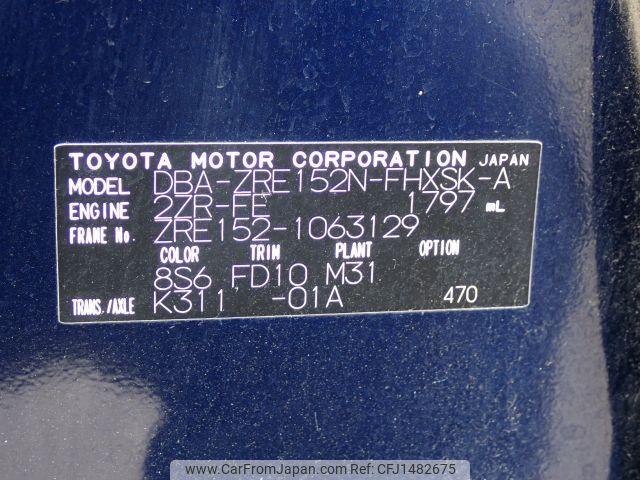 TOYOTA MOTOR CORPORATION JAPAN
MODEL DBA-ZRE152N-FHXSK-A
ENGINE 2ZR-FE 1797 mL
FRAME No. ZRE152-1063129
COLOR TRIM PLANT OPTION
8S6 FD10 M31
TRANS./AXLE K311 -01A 470
www.CarFromJapan.com CFJ1482675